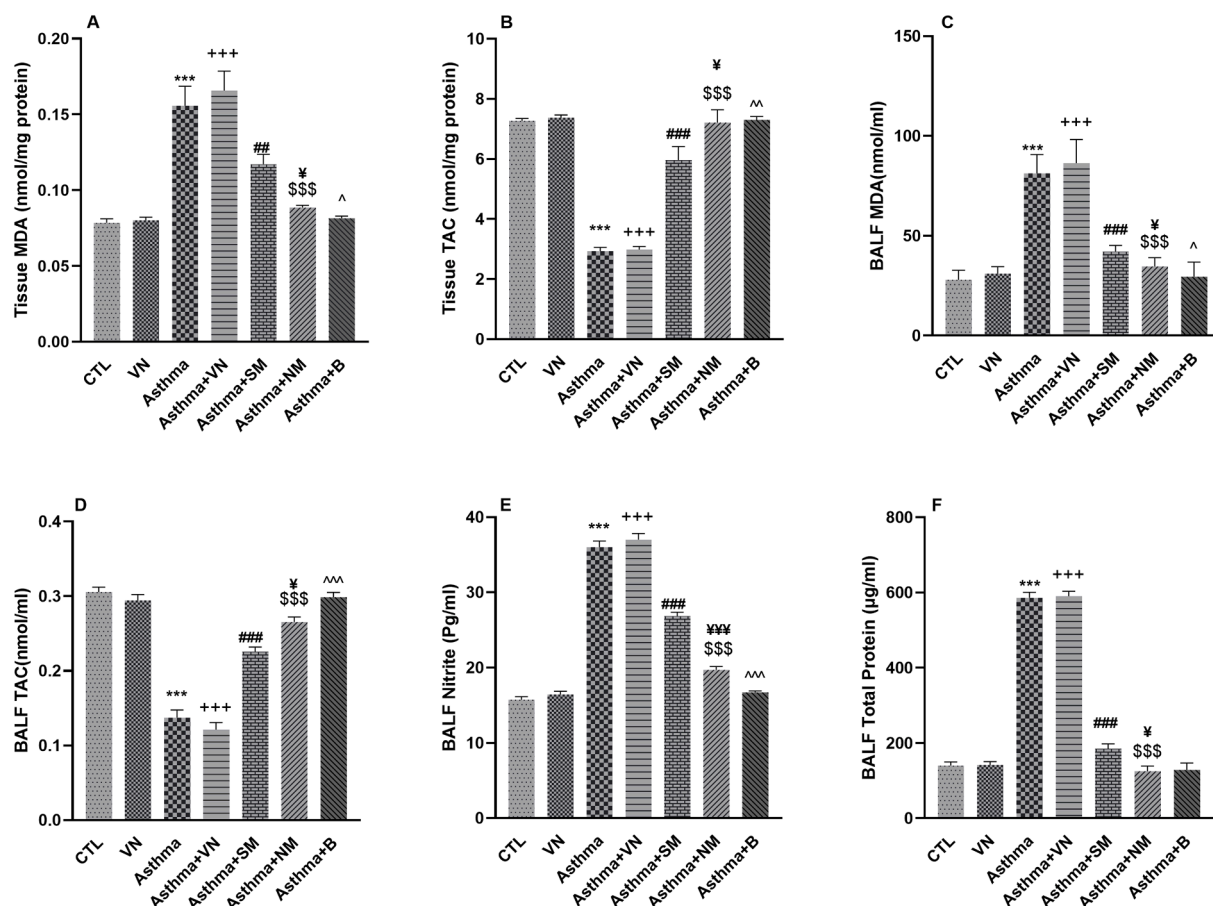 A
Tissue MDA (nmol/mg protein)
0.20
0.15
0.10
0.05
0.00
***
+++
##
¥
$$$
^
CTL
VN
Asthma
Asthma+VN
Asthma+SM
Asthma+NM
Asthma+B
B
Tissue TAC (nmol/mg protein)
10
8
6
4
2
0
***
+++
###
¥
$$$
^^
CTL
VN
Asthma
Asthma+VN
Asthma+SM
Asthma+NM
Asthma+B
C
BALF MDA(nmol/ml)
150
100
50
0
***
+++
###
¥
$$$
^
CTL
VN
Asthma
Asthma+VN
Asthma+SM
Asthma+NM
Asthma+B
D
BALF TAC(nmol/ml)
0.4
0.3
0.2
0.1
0.0
***
+++
###
¥
$$$
^^^
CTL
VN
Asthma
Asthma+VN
Asthma+SM
Asthma+NM
Asthma+B
E
BALF Nitrite (Pg/ml)
40
30
20
10
0
***
+++
###
¥¥¥
$$$
^^^
CTL
VN
Asthma
Asthma+VN
Asthma+SM
Asthma+NM
Asthma+B
F
BALF Total Protein (µg/ml)
800
600
400
200
0
***
+++
###
¥
$$$
CTL
VN
Asthma
Asthma+VN
Asthma+SM
Asthma+NM
Asthma+B